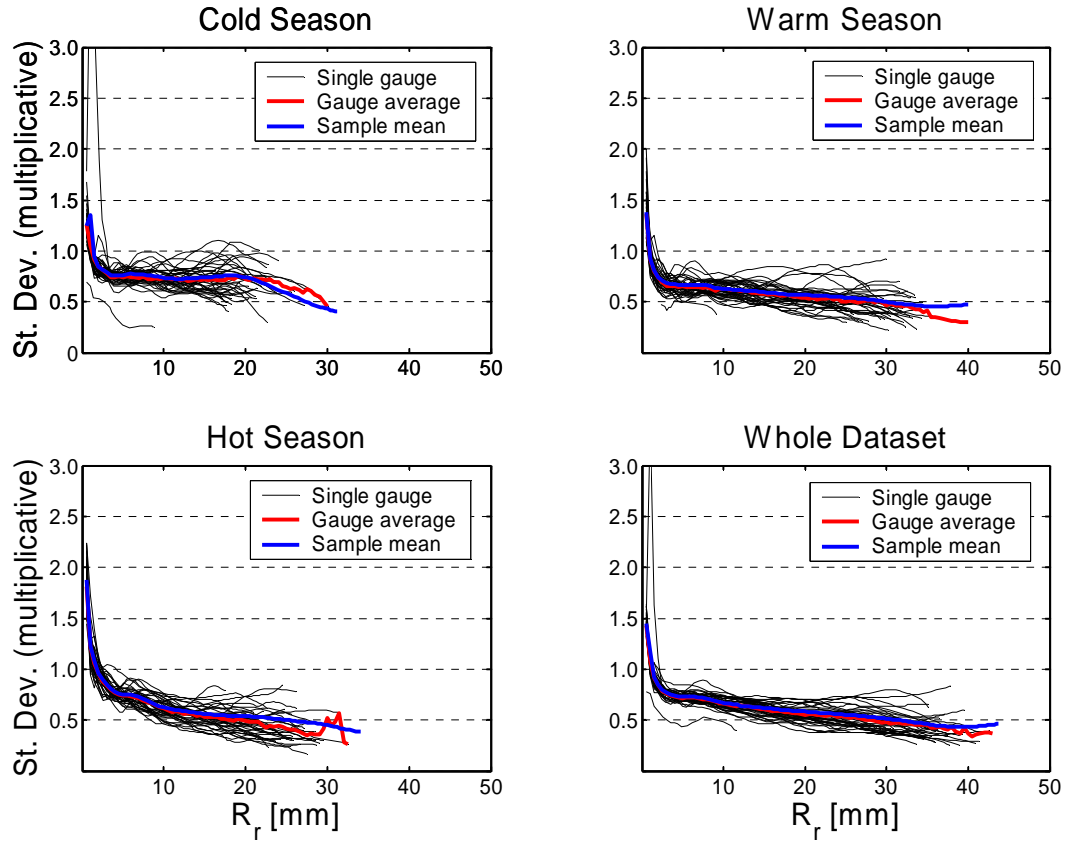 Cold Season
St. Dev. (multiplicative)
3.0
2.5
2.0
1.5
1.0
0.5
0
Single gauge
Gauge average
Sample mean
10 20 30 40 50
Warm Season
3.0
2.5
2.0
1.5
1.0
0.5
Single gauge
Gauge average
Sample mean
10 20 30 40 50
Hot Season
St. Dev. (multiplicative)
3.0
2.5
2.0
1.5
1.0
0.5
Single gauge
Gauge average
Sample mean
10 20 30 40 50
R_r [mm]
Whole Dataset
3.0
2.5
2.0
1.5
1.0
0.5
Single gauge
Gauge average
Sample mean
10 20 30 40 50
R_r [mm]